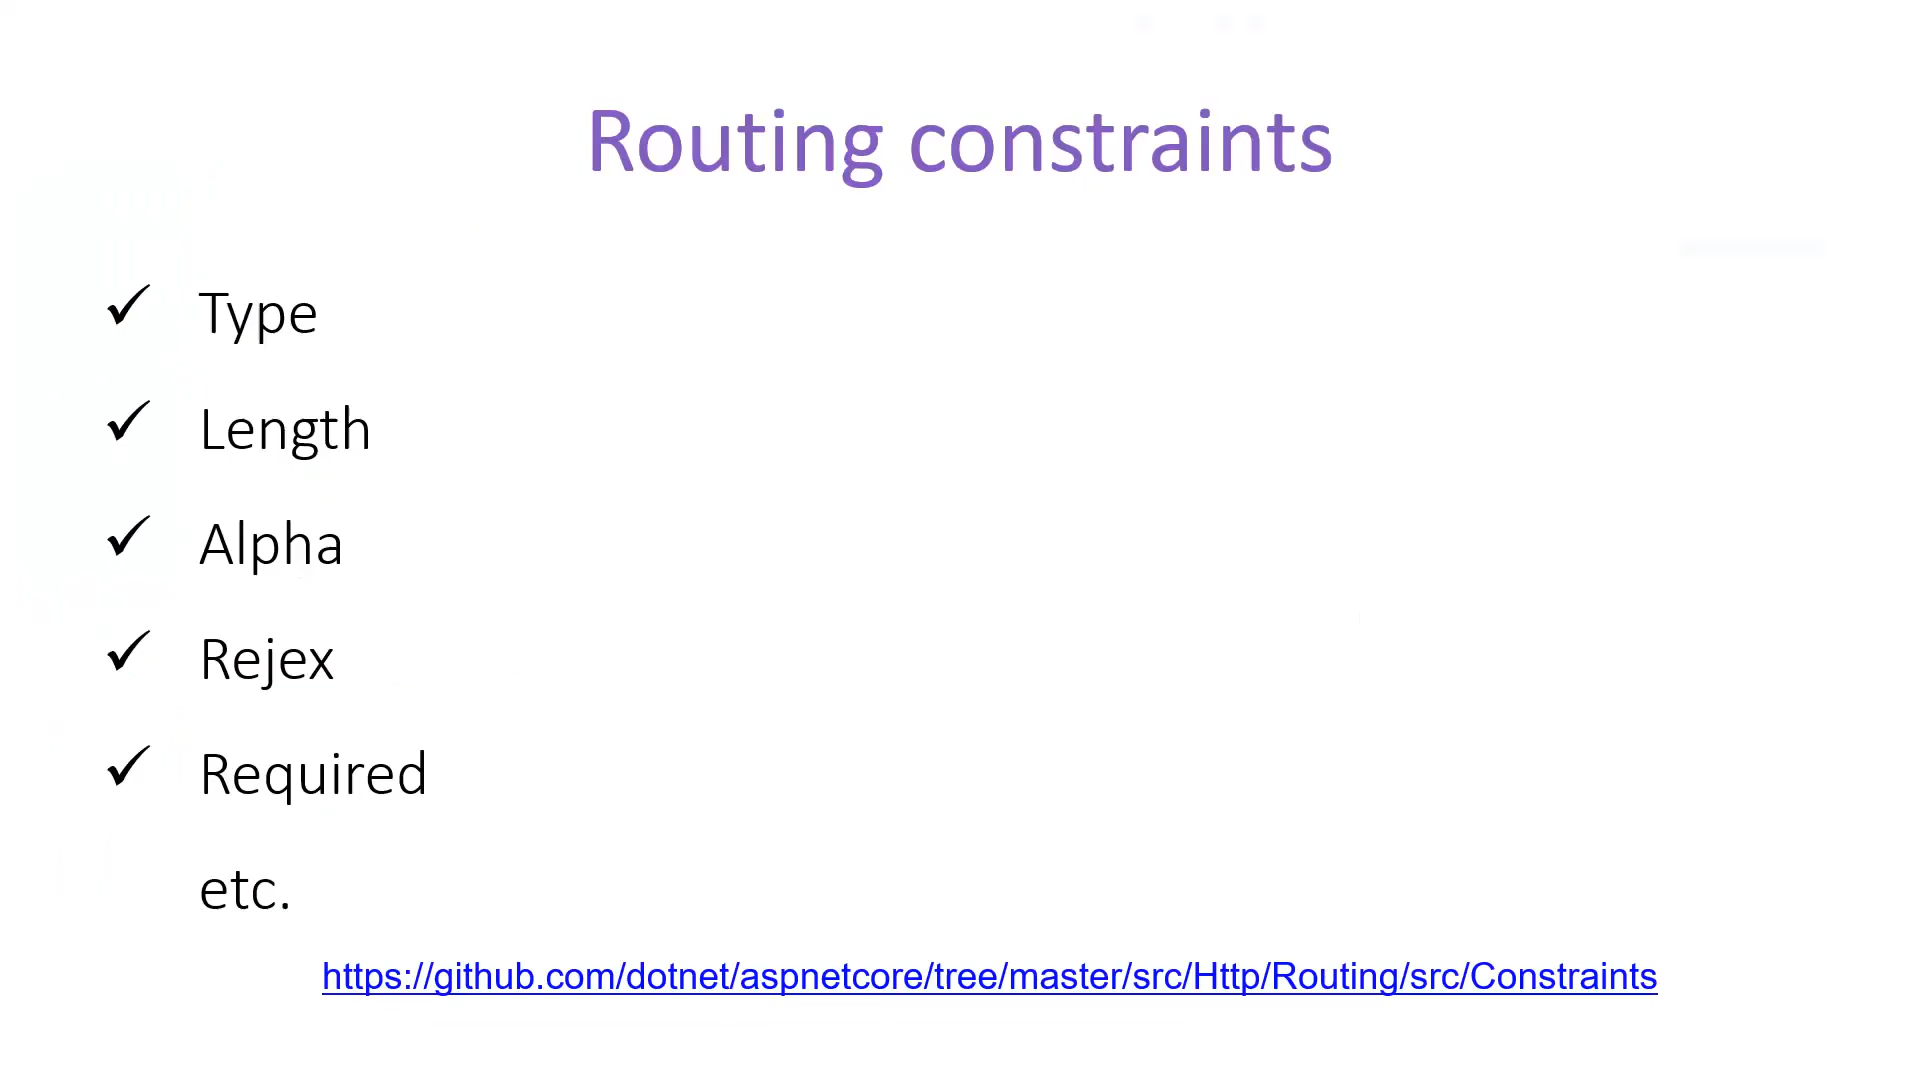 Routing constraints
✓ Type
✓ Length
✓ Alpha
✓ Rejex
✓ Required
etc.
https://github.com/dotnet/aspnetcore/tree/master/src/Http/Routing/src/Constraints